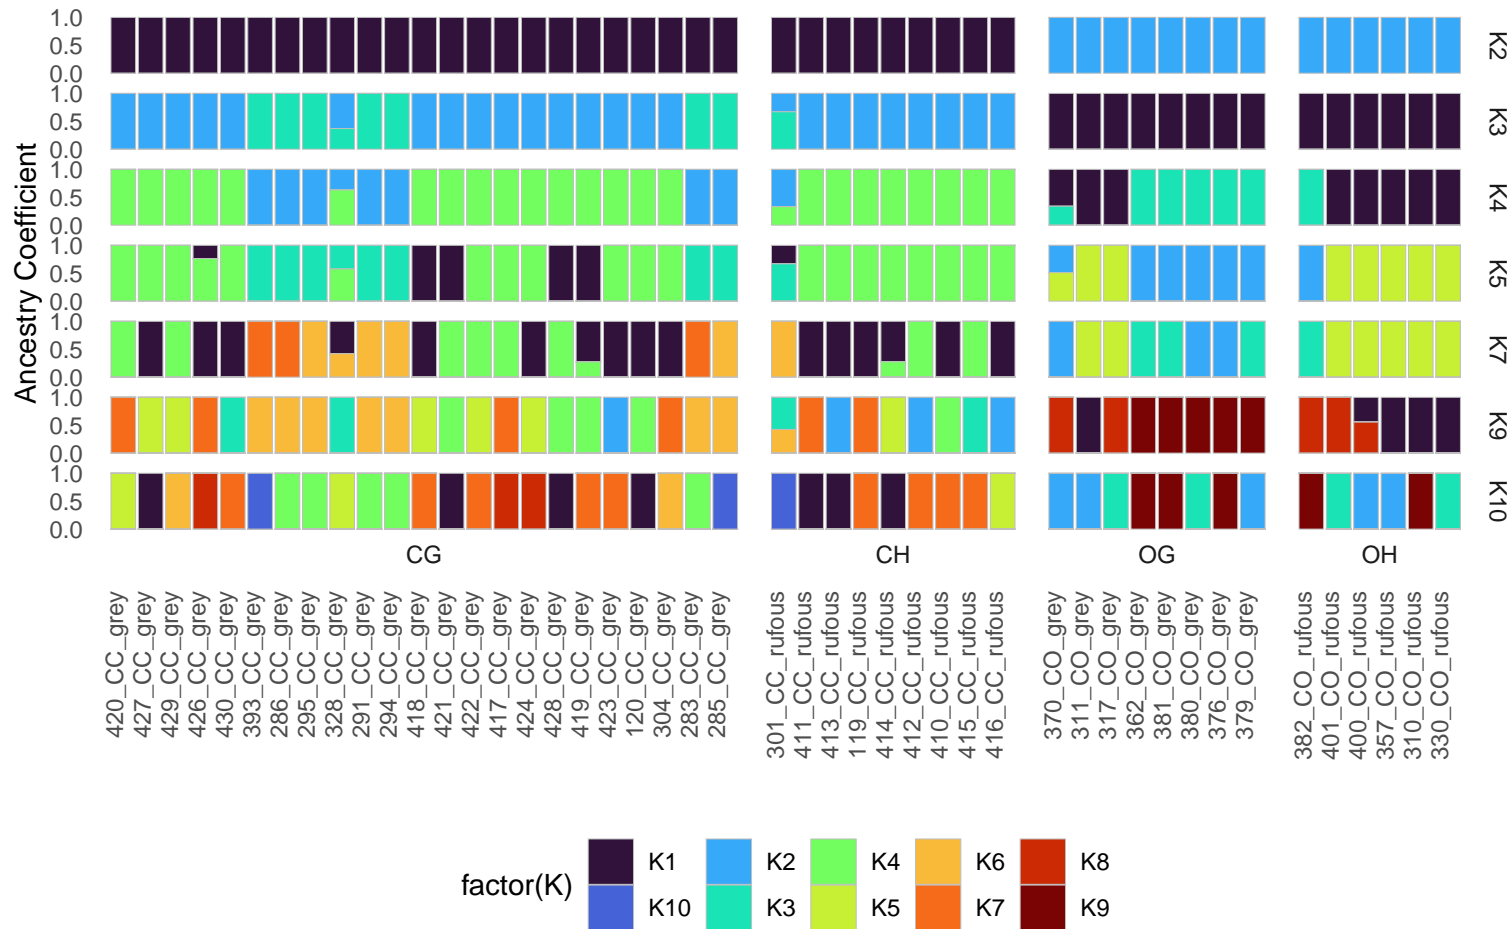 Ancestry Coefficient
1.0
0.5
0.0
K2
1.0
0.5
0.0
K3
1.0
0.5
0.0
K4
1.0
0.5
0.0
K5
1.0
0.5
0.0
K7
1.0
0.5
0.0
K9
1.0
0.5
0.0
K10
CG CH OG OH
420_CC_grey
427_CC_grey
429_CC_grey
426_CC_grey
430_CC_grey
393_CC_grey
286_CC_grey
295_CC_grey
328_CC_grey
291_CC_grey
294_CC_grey
418_CC_grey
421_CC_grey
422_CC_grey
417_CC_grey
424_CC_grey
428_CC_grey
419_CC_grey
423_CC_grey
120_CC_grey
304_CC_grey
283_CC_grey
285_CC_grey
301_CC_rufous
411_CC_rufous
413_CC_rufous
119_CC_rufous
414_CC_rufous
412_CC_rufous
410_CC_rufous
415_CC_rufous
416_CC_rufous
370_CO_grey
311_CO_grey
317_CO_grey
362_CO_grey
381_CO_grey
380_CO_grey
376_CO_grey
379_CO_grey
382_CO_rufous
401_CO_rufous
400_CO_rufous
357_CO_rufous
310_CO_rufous
330_CO_rufous
factor(K)
K1 K2 K4 K6 K8
K10 K3 K5 K7 K9